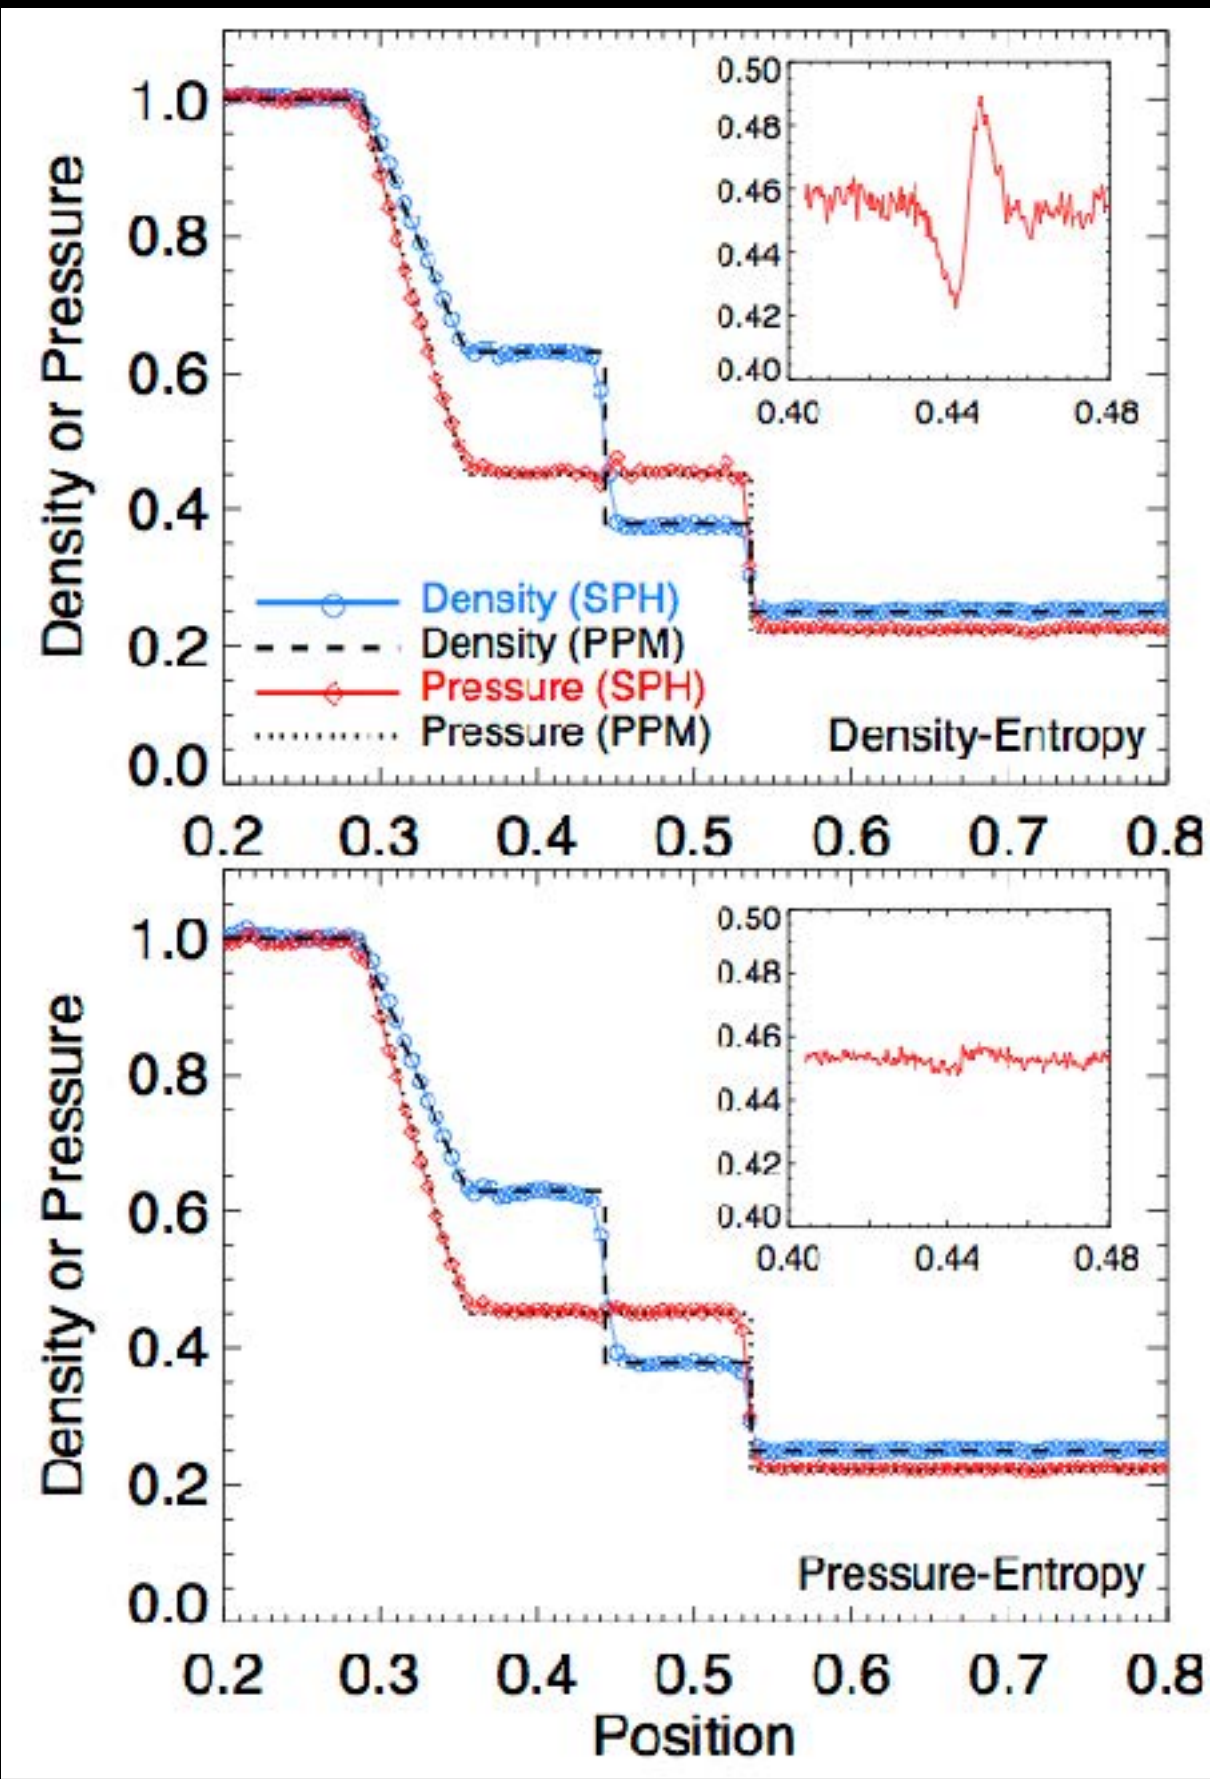 Density or Pressure
1.0
0.8
0.6
0.4
0.2
0.0
0.50
0.48
0.46
0.44
0.42
0.40
0.40 0.44 0.48
Density (SPH)
Density (PPM)
Pressure (SPH)
Pressure (PPM)
Density-Entropy
0.2 0.3 0.4 0.5 0.6 0.7 0.8
Density or Pressure
1.0
0.8
0.6
0.4
0.2
0.0
0.50
0.48
0.46
0.44
0.42
0.40
0.40 0.44 0.48
Pressure-Entropy
0.2 0.3 0.4 0.5 0.6 0.7 0.8
Position